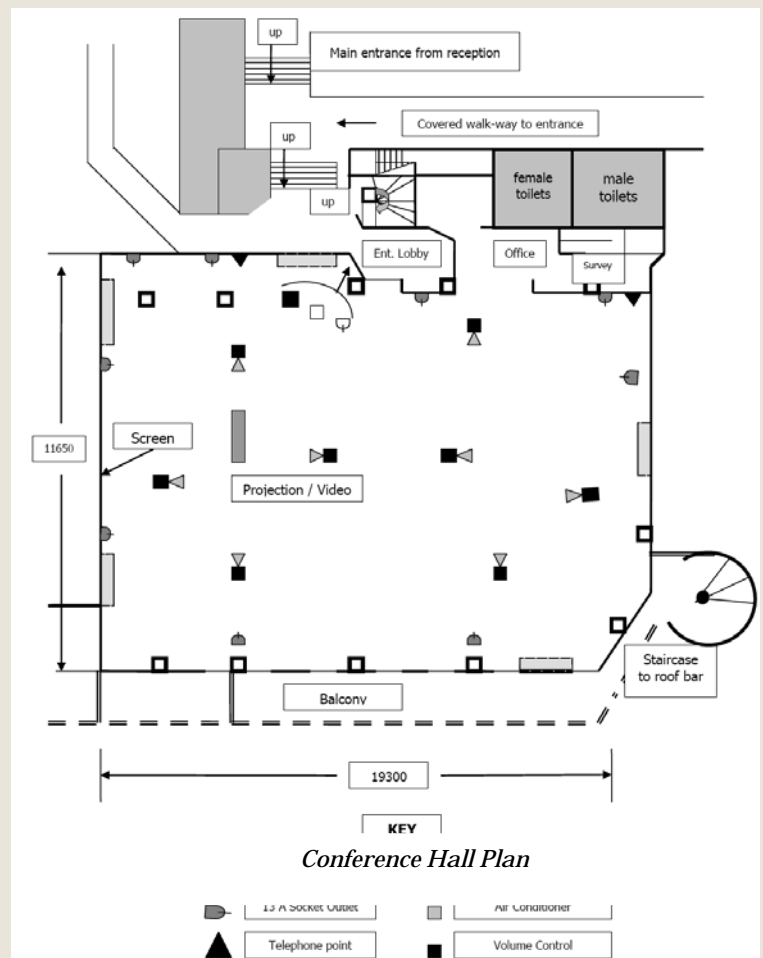 up
Main entrance from reception
Covered walk-way to entrance
up
up
female
toilets
male
toilets
Ent. Lobby
Office
Survey
11650
Screen
Projection / Video
Staircase
to roof bar
Balcony
19300
KEY
Conference Hall Plan
13 A Socket Outlet
Air Conditioner
Telephone point
Volume Control